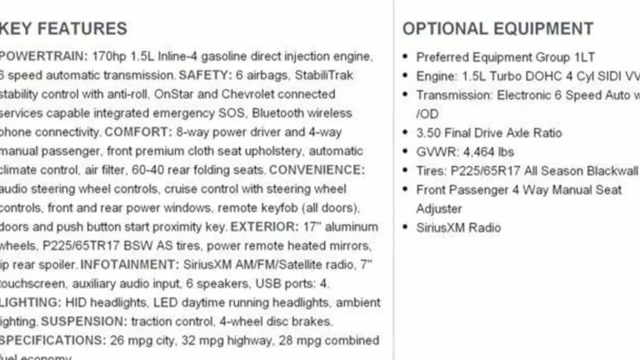 KEY FEATURES
POWERTRAIN: 170hp 1.5L Inline-4 gasoline direct injection engine,
6 speed automatic transmission. SAFETY: 6 airbags, StabiliTrak
stability control with anti-roll, OnStar and Chevrolet connected
services capable integrated emergency SOS, Bluetooth wireless
phone connectivity. COMFORT: 8-way power driver and 4-way
manual passenger, front premium cloth seat upholstery, automatic
climate control, air filter, 60-40 rear folding seats. CONVENIENCE:
audio steering wheel controls, cruise control with steering wheel
controls, front and rear power windows, remote keyfob (all doors),
doors and push button start proximity key. EXTERIOR: 17" aluminum
wheels, P225/65TR17 BSW AS tires, power remote heated mirrors,
lip rear spoiler. INFOTAINMENT: SiriusXM AM/FM/Satellite radio, 7"
touchscreen, auxiliary audio input, 6 speakers, USB ports: 4.
LIGHTING: HID headlights, LED daytime running headlights, ambient
lighting. SUSPENSION: traction control, 4-wheel disc brakes.
SPECIFICATIONS: 26 mpg city, 32 mpg highway, 28 mpg combined
fuel economy
OPTIONAL EQUIPMENT
• Preferred Equipment Group 1LT
• Engine: 1.5L Turbo DOHC 4 Cyl SIDI VV
• Transmission: Electronic 6 Speed Auto w
/OD
• 3.50 Final Drive Axle Ratio
• GVWR: 4,464 lbs
• Tires: P225/65R17 All Season Blackwall
• Front Passenger 4 Way Manual Seat
Adjuster
• SiriusXM Radio